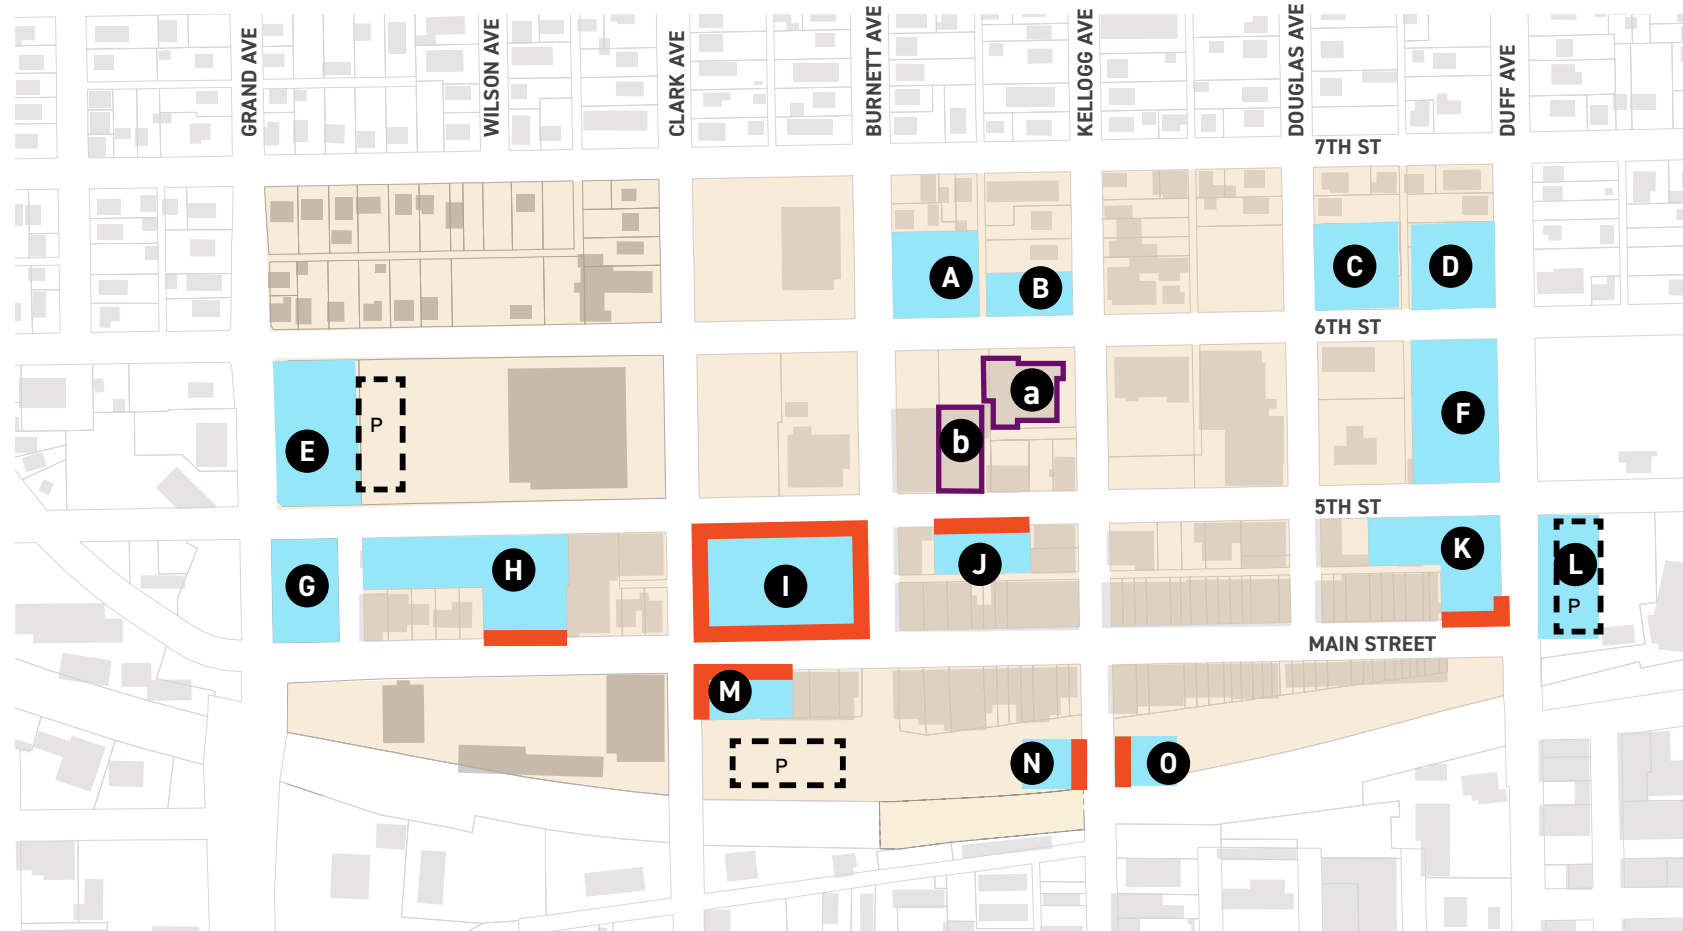 GRAND AVE
WILSON AVE
CLARK AVE
BURNETT AVE
KELLOGG AVE
DOUGLAS AVE
DUFF AVE
7TH ST
A
B
C
D
6TH ST
E
P
a
b
F
5TH ST
G
H
I
J
K
L
P
MAIN STREET
M
P
N
O